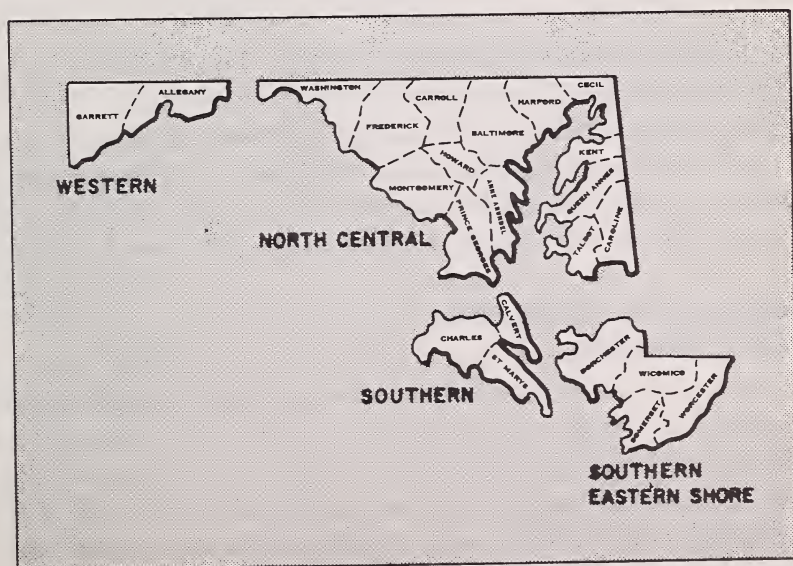 GARRETT
ALLEGANY
WESTERN
WASHINGTON
FREDERICK
CARROLL
BALTIMORE
HARFORD
CECIL
HOWARD
MONTGOMERY
ANNE ARUNDEL
PRINCE GEORGES
KENT
QUEEN ANNES
TALBOT
CAROLINE
NORTH CENTRAL
CHARLES
CALVERT
ST MARYS
SOUTHERN
DORCHESTER
WICOMICO
SOMERSET
WORCESTER
SOUTHERN
EASTERN SHORE